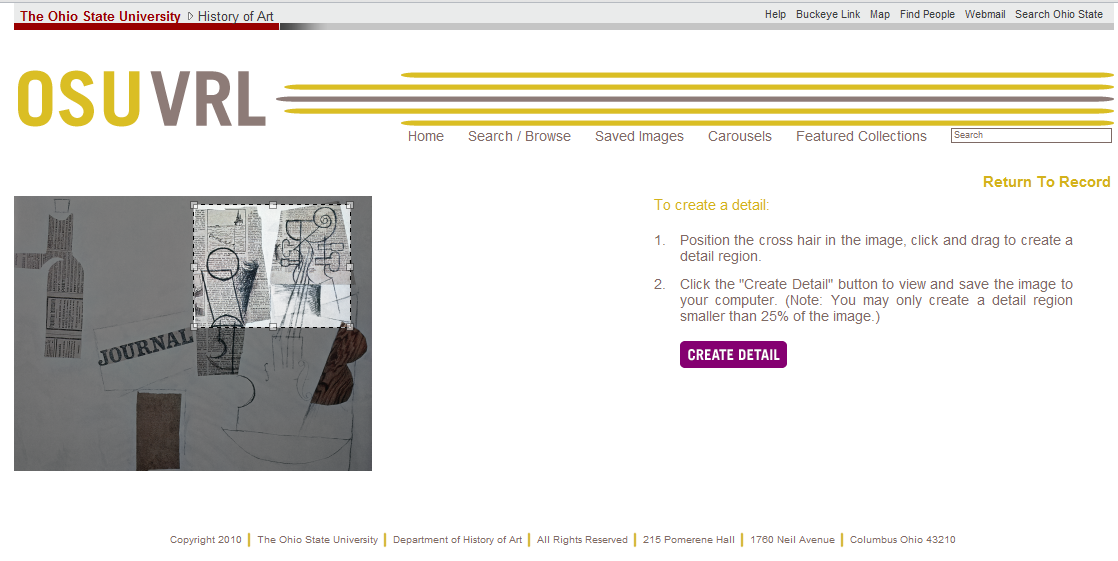 The Ohio State University ▷ History of Art
Help Buckeye Link Map Find People Webmail Search Ohio State
OSUVRL
Home Search / Browse Saved Images Carousels Featured Collections Search
Return To Record
To create a detail:
1. Position the cross hair in the image, click and drag to create a
detail region.
2. Click the "Create Detail" button to view and save the image to
your computer. (Note: You may only create a detail region
smaller than 25% of the image.)
CREATE DETAIL
JOURNAL
Copyright 2010 | The Ohio State University | Department of History of Art | All Rights Reserved | 215 Pomerene Hall | 1760 Neil Avenue | Columbus Ohio 43210